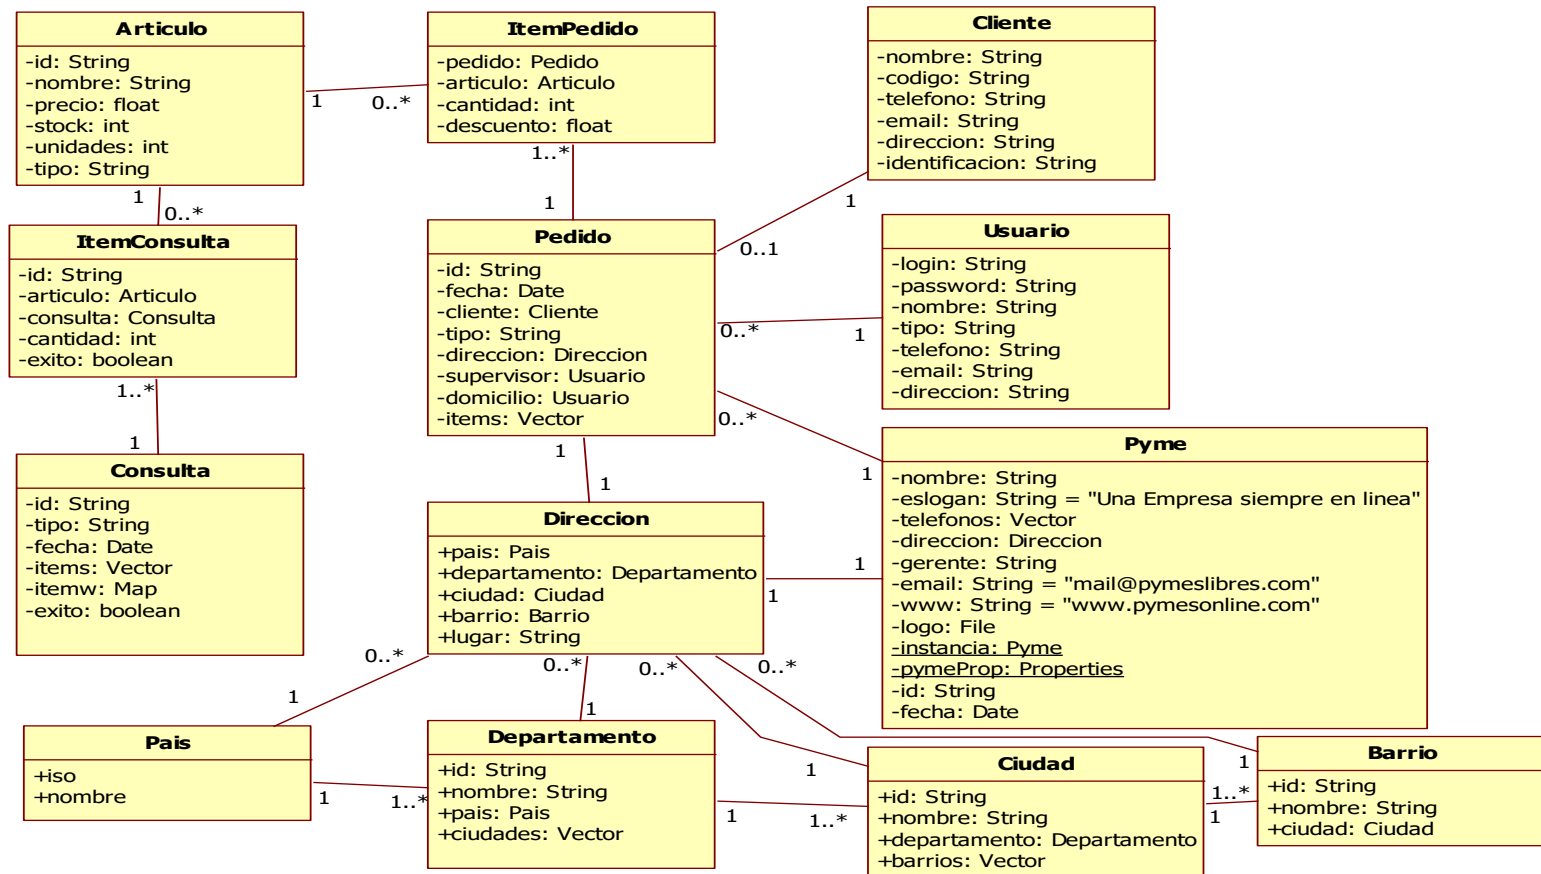 Articulo
-id: String
-nombre: String
-precio: float
-stock: int
-unidades: int
-tipo: String
1
0..*
ItemPedido
-pedido: Pedido
-articulo: Articulo
-cantidad: int
-descuento: float
1..*
1
Cliente
-nombre: String
-codigo: String
-telefono: String
-email: String
-direccion: String
-identificacion: String
1
0..1
1
0..*
ItemConsulta
-id: String
-articulo: Articulo
-consulta: Consulta
-cantidad: int
-exito: boolean
1..*
1
Pedido
-id: String
-fecha: Date
-cliente: Cliente
-tipo: String
-direccion: Direccion
-supervisor: Usuario
-domicilio: Usuario
-items: Vector
0..*
1
Usuario
-login: String
-password: String
-nombre: String
-tipo: String
-telefono: String
-email: String
-direccion: String
0..*
1
Consulta
-id: String
-tipo: String
-fecha: Date
-items: Vector
-itemw: Map
-exito: boolean
1
1
Pyme
-nombre: String
-eslogan: String = "Una Empresa siempre en linea"
-telefonos: Vector
-direccion: Direccion
-gerente: String
-email: String = "mail@pymeslibres.com"
-www: String = "www.pymesonline.com"
-logo: File
-instancia: Pyme
-pymeProp: Properties
-id: String
-fecha: Date
Direccion
+pais: Pais
+departamento: Departamento
+ciudad: Ciudad
+barrio: Barrio
+lugar: String
1
1
0..*
0..*
0..*
0..*
1
1
1
1
Pais
+iso
+nombre
1
1..*
Departamento
+id: String
+nombre: String
+pais: Pais
+ciudades: Vector
1
1..*
Ciudad
+id: String
+nombre: String
+departamento: Departamento
+barrios: Vector
1..*
1
Barrio
+id: String
+nombre: String
+ciudad: Ciudad